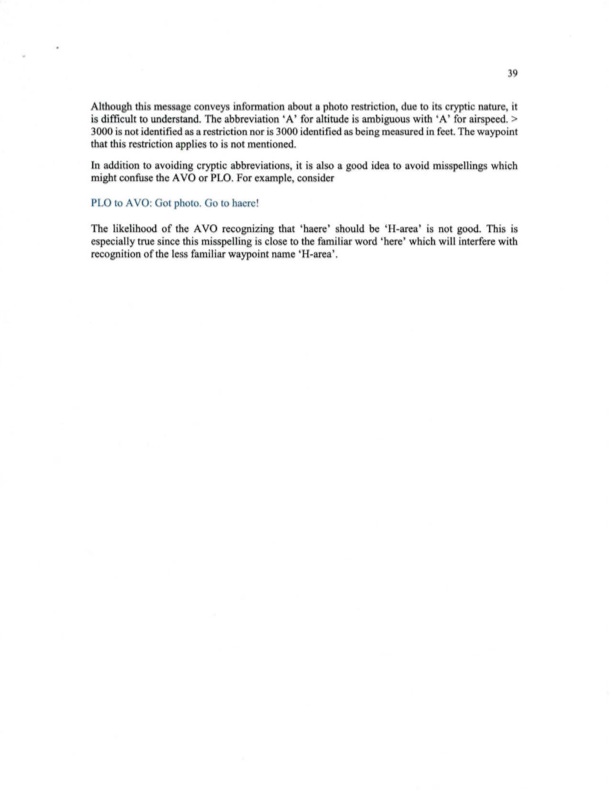 39
Although this message conveys information about a photo restriction, due to its cryptic nature, it
is difficult to understand. The abbreviation 'A' for altitude is ambiguous with 'A' for airspeed. >
3000 is not identified as a restriction nor is 3000 identified as being measured in feet. The waypoint
that this restriction applies to is not mentioned.
In addition to avoiding cryptic abbreviations, it is also a good idea to avoid misspellings which
might confuse the AVO or PLO. For example, consider
PLO to AVO: Got photo. Go to haere!
The likelihood of the AVO recognizing that 'haere' should be 'H-area' is not good. This is
especially true since this misspelling is close to the familiar word 'here' which will interfere with
recognition of the less familiar waypoint name 'H-area'.